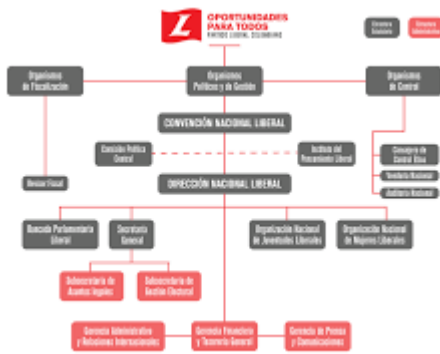 OPORTUNIDADES
PARA TODOS
PARTIDO LIBERAL COLOMBIANO
Estructura
Estructura
Organismos
de Fiscalización
Organismos
Políticos y de Gestión
Organismos
de Control
CONVENCIÓN NACIONAL LIBERAL
Comisión Política
Central
Instituto del
Pensamiento Liberal
Consejería de
Control Ético
Veeduría Nacional
Auditoría Nacional
Revisor Fiscal
DIRECCIÓN NACIONAL LIBERAL
Bancada Parlamentaria
Liberal
Secretaría
General
Organización Nacional
de Juventudes Liberales
Organización Nacional
de Mujeres Liberales
Subsecretaría de
Asuntos legales
Subsecretaría de
Gestión Electoral
Gerencia Administrativa
y Relaciones Internacionales
Gerencia Financiera
y Tesorería General
Gerencia de Prensa
y Comunicaciones